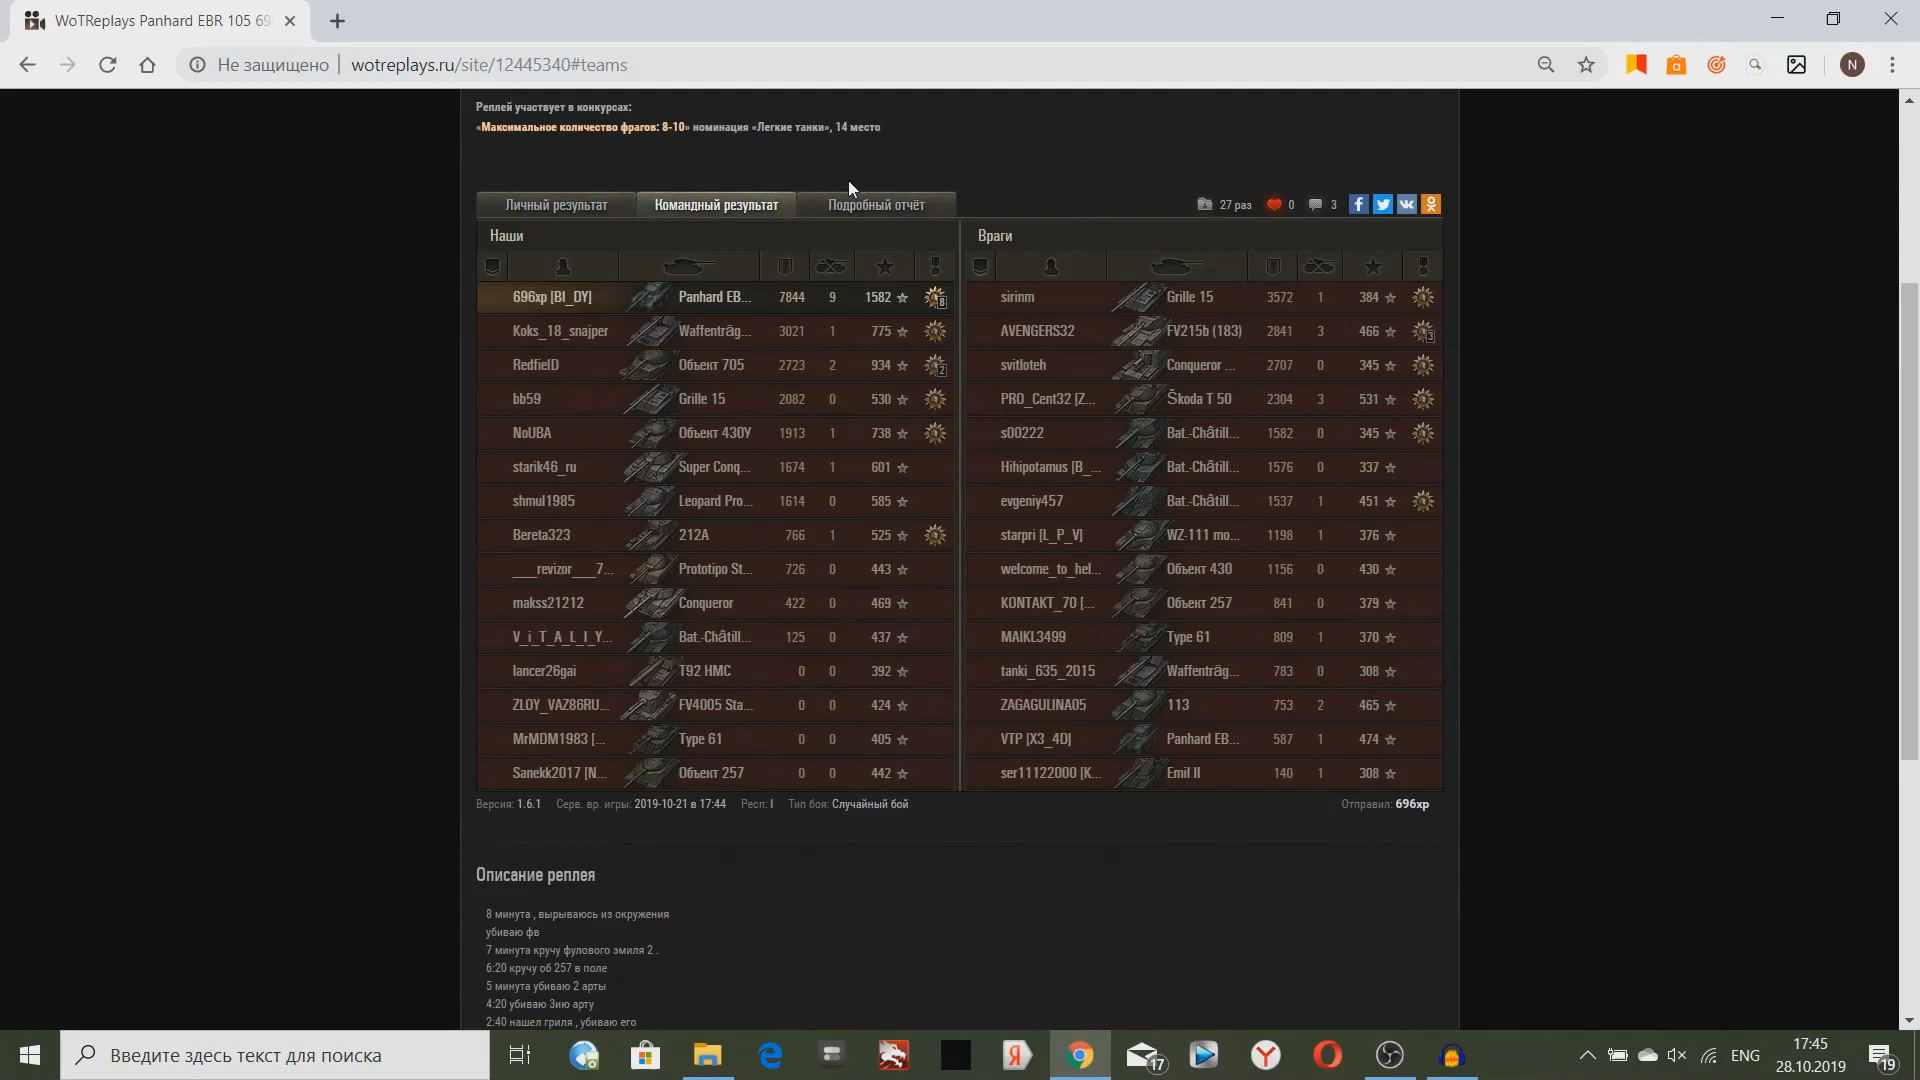 WoTReplays Panhard EBR 105 69
Не защищено
wotreplays.ru/site/12445340#teams
N
Реплей участвует в конкурсах:
«Максимальное количество фрагов: 8-10» номинация «Легкие танки», 14 место
Личный результат Командный результат Подробный отчёт 27 раз 0 3
Наши Враги
696xp [BI_DY] Panhard EB... 7844 9 1582 8 sirinm Grille 15 3572 1 384
Koks_18_snajper Waffenträg... 3021 1 775 AVENGERS32 FV215b (183) 2841 3 466 3
RedfielD Объект 705 2723 2 934 2 svitloteh Conqueror ... 2707 0 345
bb59 Grille 15 2082 0 530 PRO_Cent32 [Z... Škoda T 50 2304 3 531
NoUBA Объект 430У 1913 1 738 s00222 Bat.-Châtill... 1582 0 345
starik46_ru Super Conq... 1674 1 601 Hihipotamus [B_... Bat.-Châtill... 1576 0 337
shmul1985 Leopard Pro... 1614 0 585 evgeniy457 Bat.-Châtill... 1537 1 451
Bereta323 212A 766 1 525 starpri [L_P_V] WZ-111 mo... 1198 1 376
___revizor___7... Prototipo St... 726 0 443 welcome_to_hel... Объект 430 1156 0 430
makss21212 Conqueror 422 0 469 KONTAKT_70 [... Объект 257 841 0 379
V_i_T_A_L_I_Y... Bat.-Châtill... 125 0 437 MAIKL3499 Type 61 809 1 370
lancer26gai T92 HMC 0 0 392 tanki_635_2015 Waffenträg... 783 0 308
ZLOY_VAZ86RU... FV4005 Sta... 0 0 424 ZAGAGULINA05 113 753 2 465
MrMDM1983 [... Type 61 0 0 405 VTP [X3_4D] Panhard EB... 587 1 474
Sanekk2017 [N... Объект 257 0 0 442 ser11122000 [K... Emil II 140 1 308
Версия: 1.6.1 Серв. вр. игры: 2019-10-21 в 17:44 Респ: I Тип боя: Случайный бой Отправил: 696xp
Описание реплея
8 минута , вырываюсь из окружения
убиваю фв
7 минута кручу фулового эмиля 2 .
6:20 кручу об 257 в поле
5 минута убиваю 2 арты
4:20 убиваю 3ию арту
2:40 нашел гриля , убиваю его
Введите здесь текст для поиска
17
ENG
17:45
28.10.2019
19